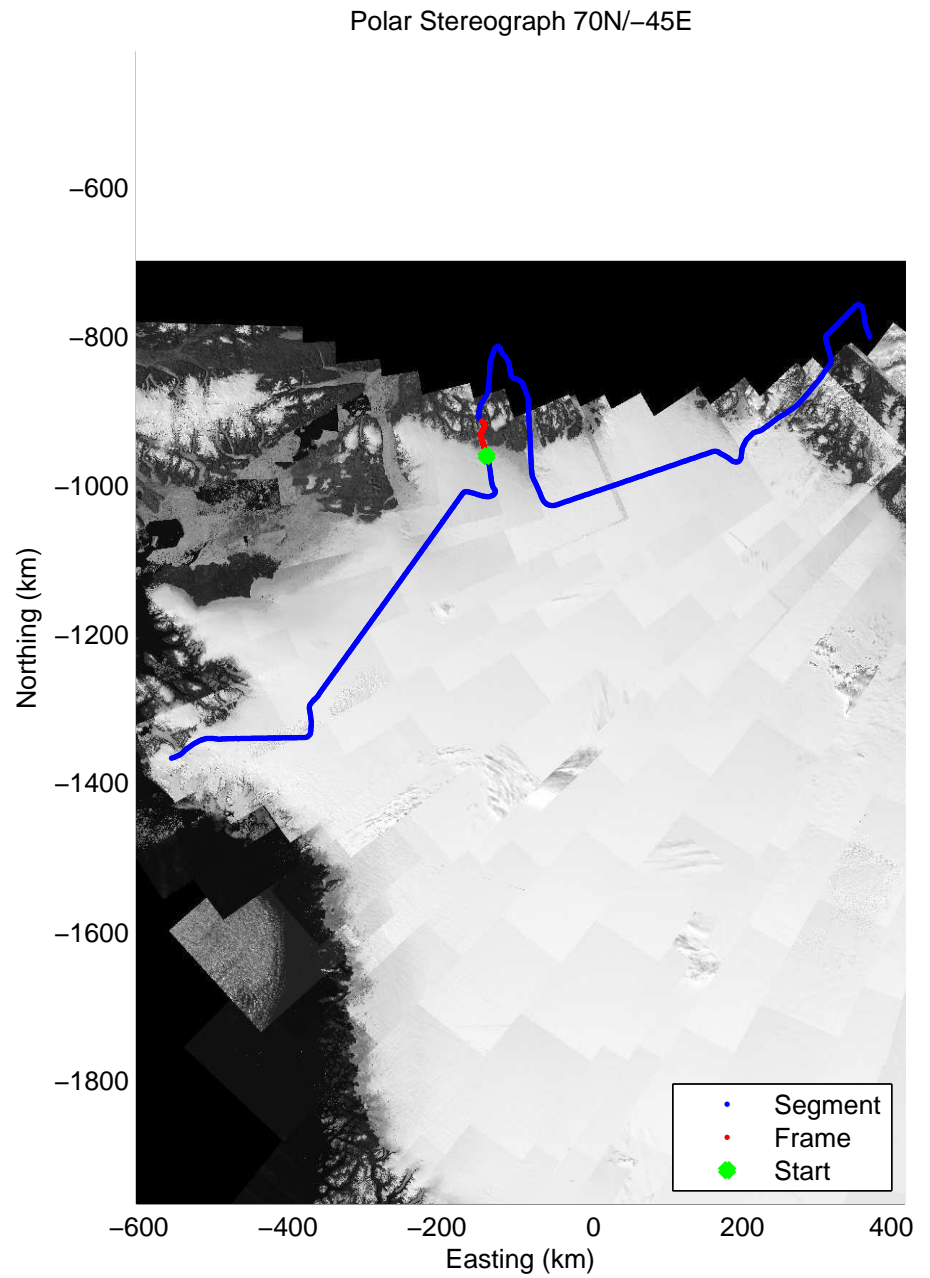 Polar Stereograph 70N/−45E
−600
−800
−1000
−1200
−1400
−1600
−1800
Northing (km)
Segment
Frame
Start
−600 −400 −200 0 200 400
Easting (km)